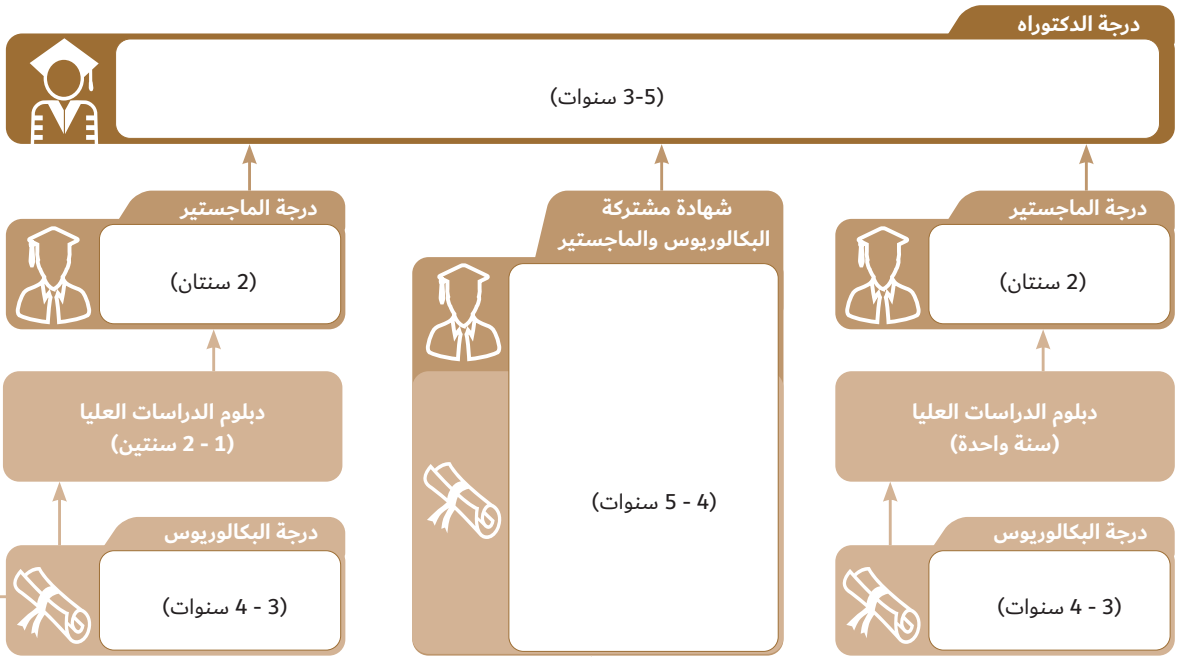 درجة الدكتوراه
(3-5 سنوات)
درجة الماجستير
(2 سنتان)
دبلوم الدراسات العليا
(سنة واحدة)
درجة البكالوريوس
(3 - 4 سنوات)
شهادة مشتركة
البكالوريوس والماجستير
(4 - 5 سنوات)
درجة الماجستير
(2 سنتان)
دبلوم الدراسات العليا
(1 - 2 سنتين)
درجة البكالوريوس
(3 - 4 سنوات)